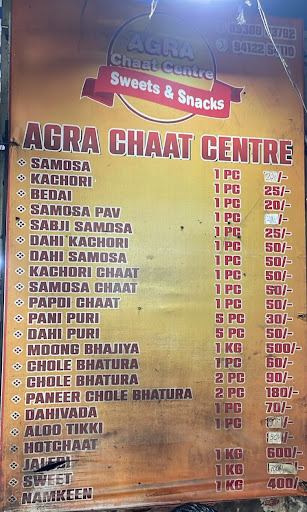 AGRA
Chaat Centre
Sweets & Snacks
AGRA CHAAT CENTRE
❖ SAMOSA 1 PC /-
❖ KACHORI 1 PC 25/-
❖ BEDAI 1 PC 20/-
❖ SAMOSA PAV 1 PC /-
❖ SABJI SAMOSA 1 PC 25/-
❖ DAHI KACHORI 1 PC 50/-
❖ DAHI SAMOSA 1 PC 50/-
❖ KACHORI CHAAT 1 PC 50/-
❖ SAMOSA CHAAT 1 PC 50/-
❖ PAPDI CHAAT 1 PC 50/-
❖ PANI PURI 5 PC 30/-
❖ DAHI PURI 5 PC 50/-
❖ MOONG BHAJIYA 1 KG 500/-
❖ CHOLE BHATURA 1 PC 60/-
❖ CHOLE BHATURA 2 PC 90/-
❖ PANEER CHOLE BHATURA 2 PC 180/-
❖ DAHIVADA 1 PC 70/-
❖ ALOO TIKKI /-
❖ HOTCHAAT /-
❖ JALEBI 1 KG 600/-
❖ SWEET 1 KG /-
❖ NAMKEEN 1 KG 400/-